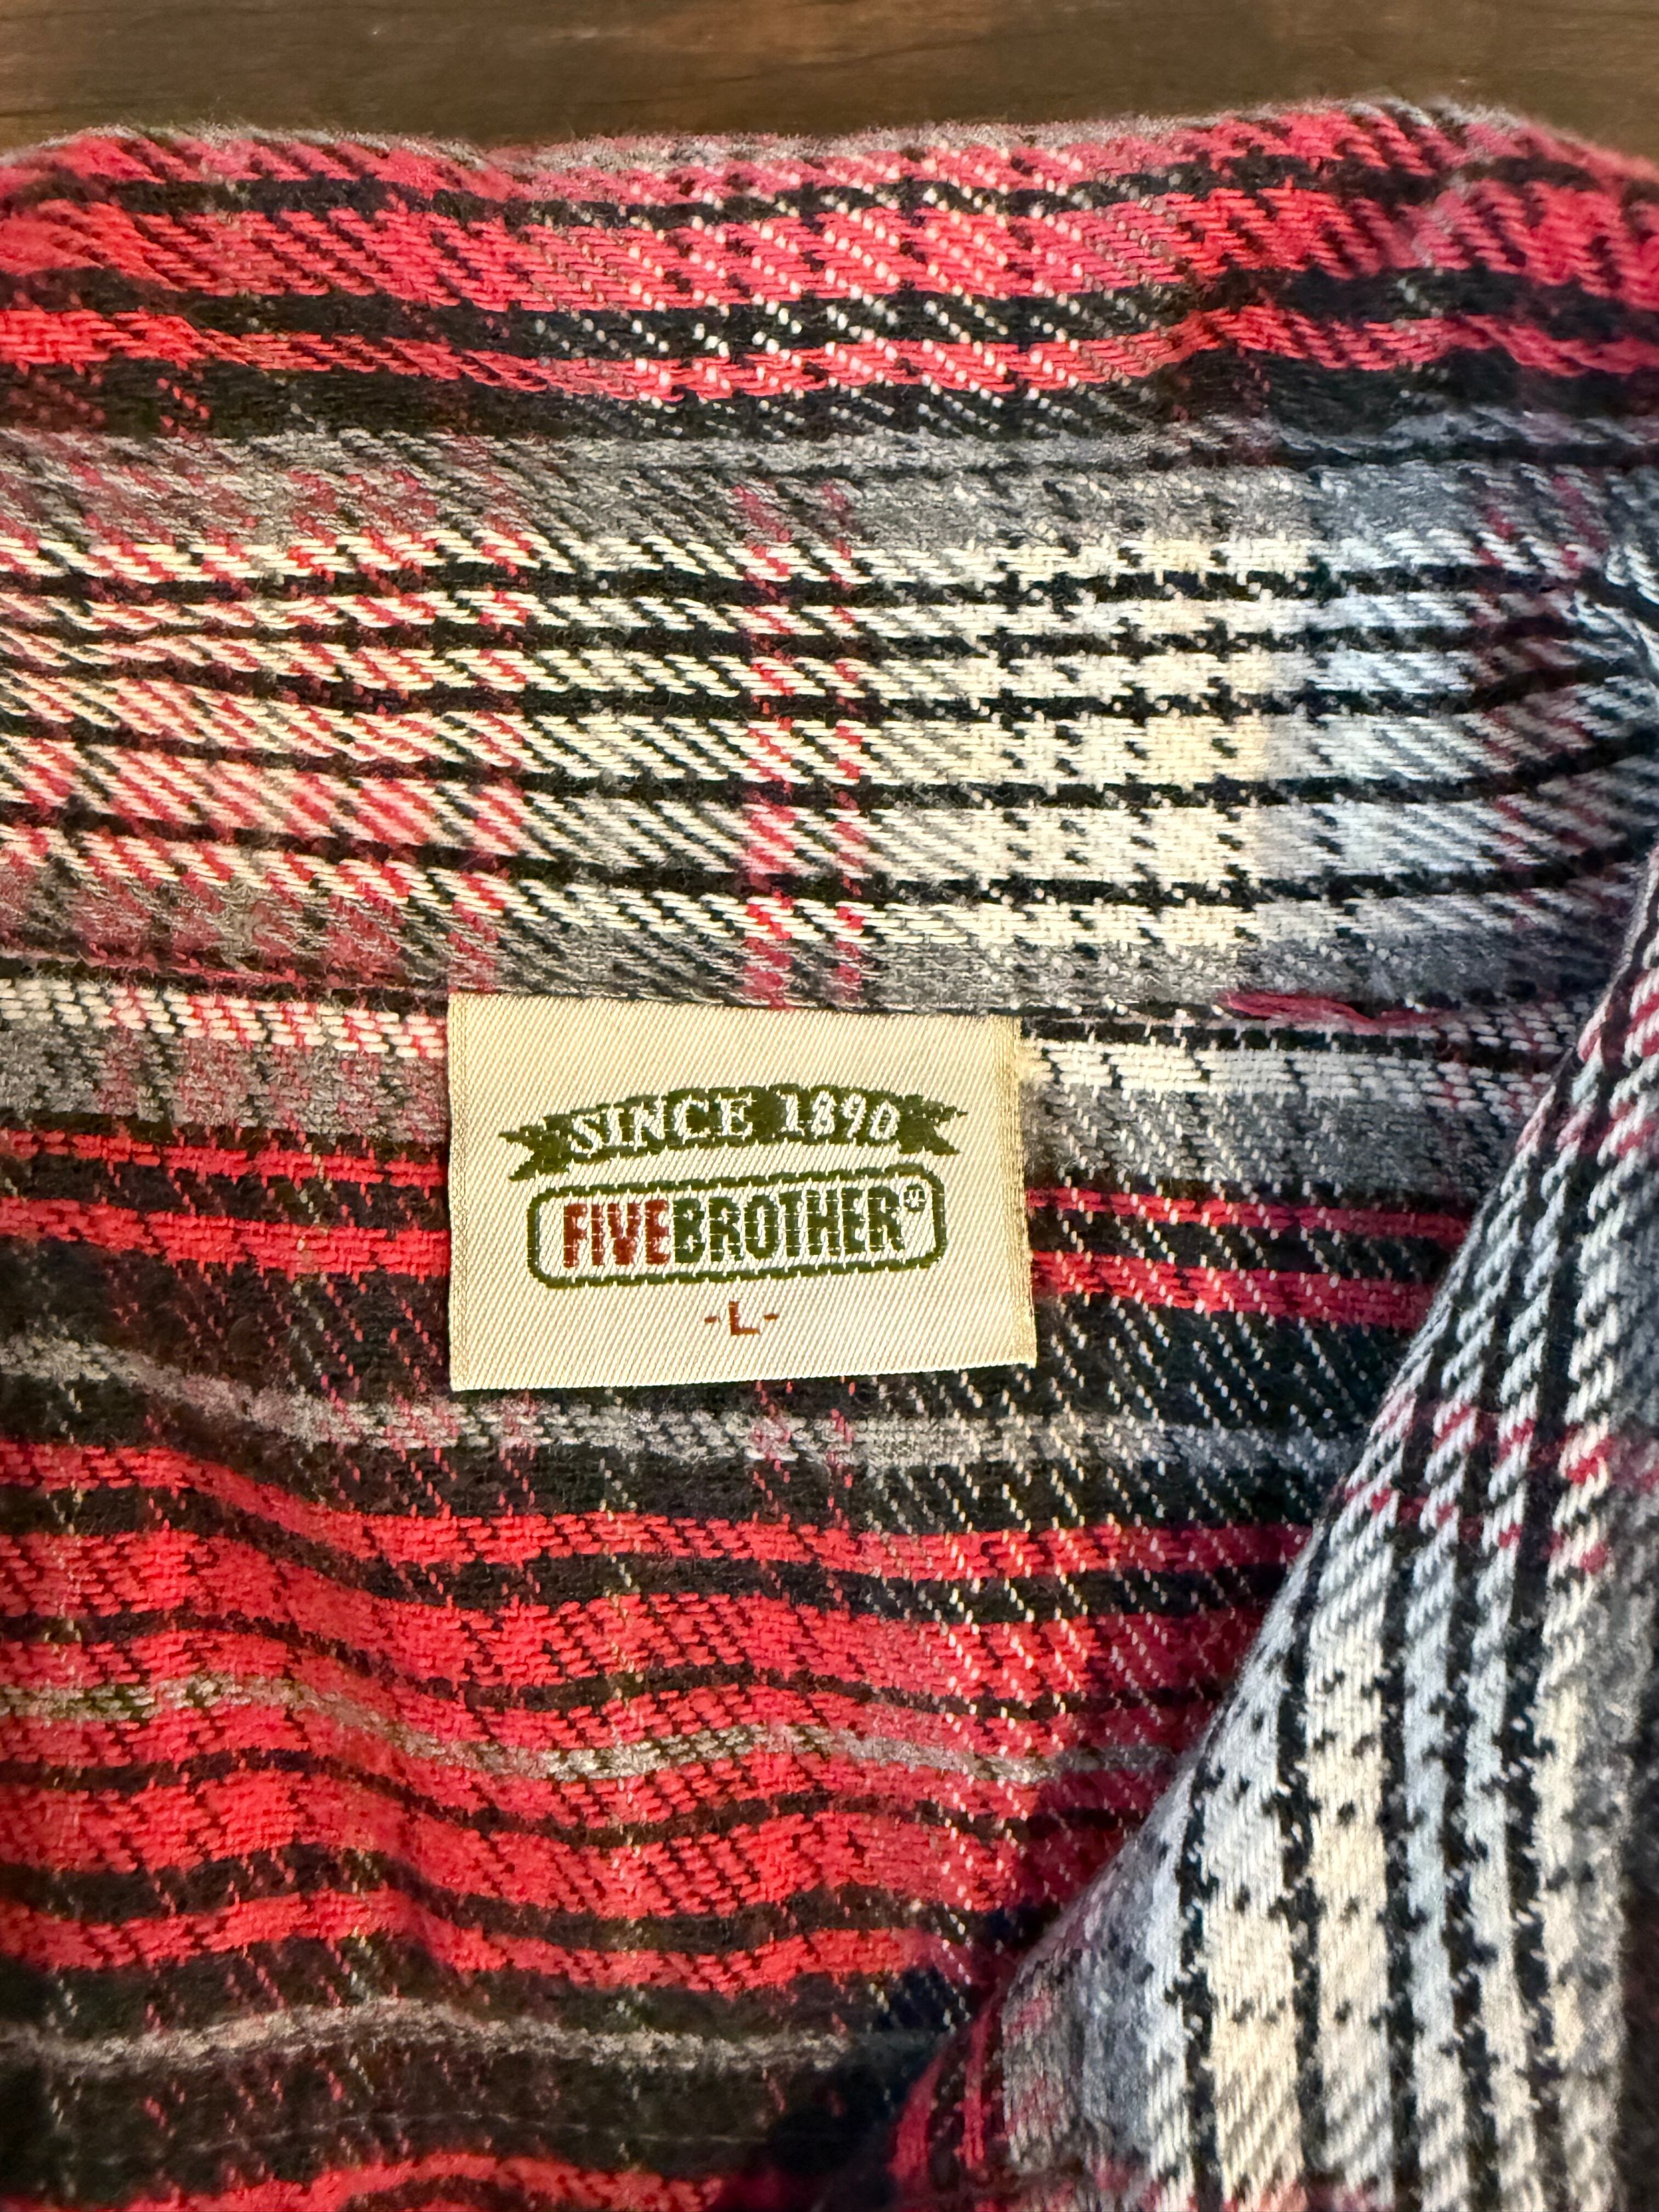 SINCE 1890
FIVEBROTHER®
-L-